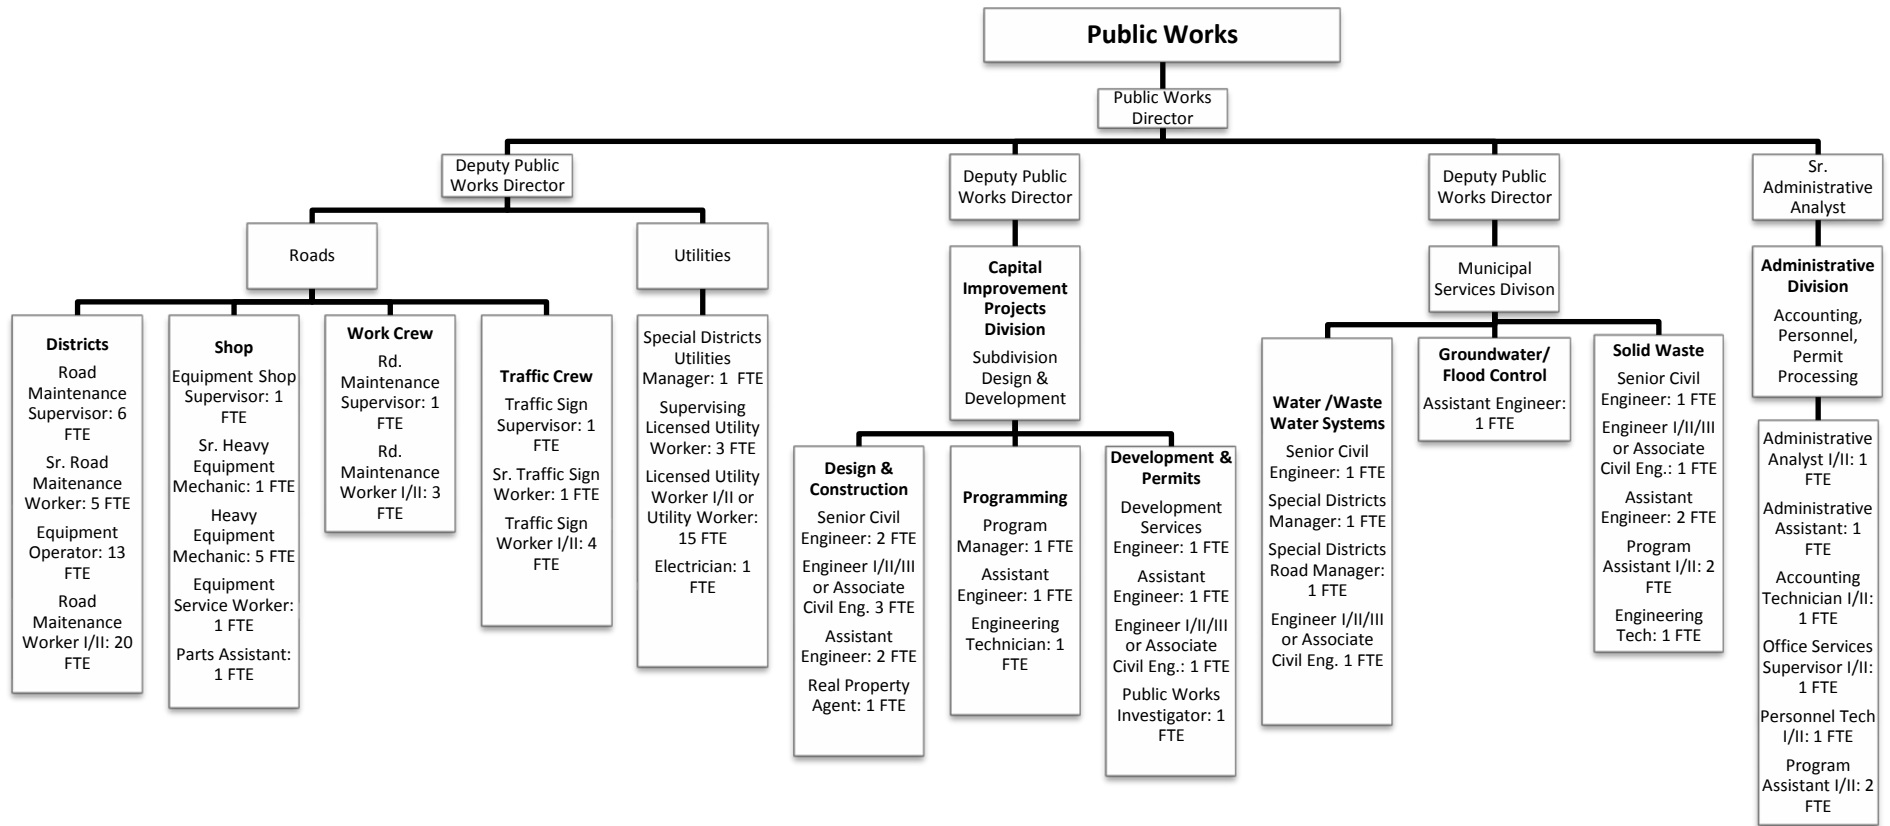 Public Works
Public Works
Director
Deputy Public
Works Director
Deputy Public
Works Director
Deputy Public
Works Director
Sr.
Administrative
Analyst
Roads
Utilities
Capital
Improvement
Projects
Division
Subdivision
Design &
Development
Municipal
Services Divison
Administrative
Division
Accounting,
Personnel,
Permit
Processing
Districts
Road
Maintenance
Supervisor: 6
FTE
Sr. Road
Maitenance
Worker: 5 FTE
Equipment
Operator: 13
FTE
Road
Maitenance
Worker I/II: 20
FTE
Shop
Equipment Shop
Supervisor: 1
FTE
Sr. Heavy
Equipment
Mechanic: 1 FTE
Heavy
Equipment
Mechanic: 5 FTE
Equipment
Service Worker:
1 FTE
Parts Assistant:
1 FTE
Work Crew
Rd.
Maintenance
Supervisor: 1
FTE
Rd.
Maintenance
Worker I/II: 3
FTE
Traffic Crew
Traffic Sign
Supervisor: 1
FTE
Sr. Traffic Sign
Worker: 1 FTE
Traffic Sign
Worker I/II: 4
FTE
Special Districts
Utilities
Manager: 1 FTE
Supervising
Licensed Utility
Worker: 3 FTE
Licensed Utility
Worker I/II or
Utility Worker:
15 FTE
Electrician: 1
FTE
Design &
Construction
Senior Civil
Engineer: 2 FTE
Engineer I/II/III
or Associate
Civil Eng. 3 FTE
Assistant
Engineer: 2 FTE
Real Property
Agent: 1 FTE
Programming
Program
Manager: 1 FTE
Assistant
Engineer: 1 FTE
Engineering
Technician: 1
FTE
Development &
Permits
Development
Services
Engineer: 1 FTE
Assistant
Engineer: 1 FTE
Engineer I/II/III
or Associate
Civil Eng.: 1 FTE
Public Works
Investigator: 1
FTE
Water /Waste
Water Systems
Senior Civil
Engineer: 1 FTE
Special Districts
Manager: 1 FTE
Special Districts
Road Manager:
1 FTE
Engineer I/II/III
or Associate
Civil Eng. 1 FTE
Groundwater/
Flood Control
Assistant Engineer:
1 FTE
Solid Waste
Senior Civil
Engineer: 1 FTE
Engineer I/II/III
or Associate
Civil Eng.: 1 FTE
Assistant
Engineer: 2 FTE
Program
Assistant I/II: 2
FTE
Engineering
Tech: 1 FTE
Administrative
Analyst I/II: 1
FTE
Administrative
Assistant: 1
FTE
Accounting
Technician I/II:
1 FTE
Office Services
Supervisor I/II:
1 FTE
Personnel Tech
I/II: 1 FTE
Program
Assistant I/II: 2
FTE